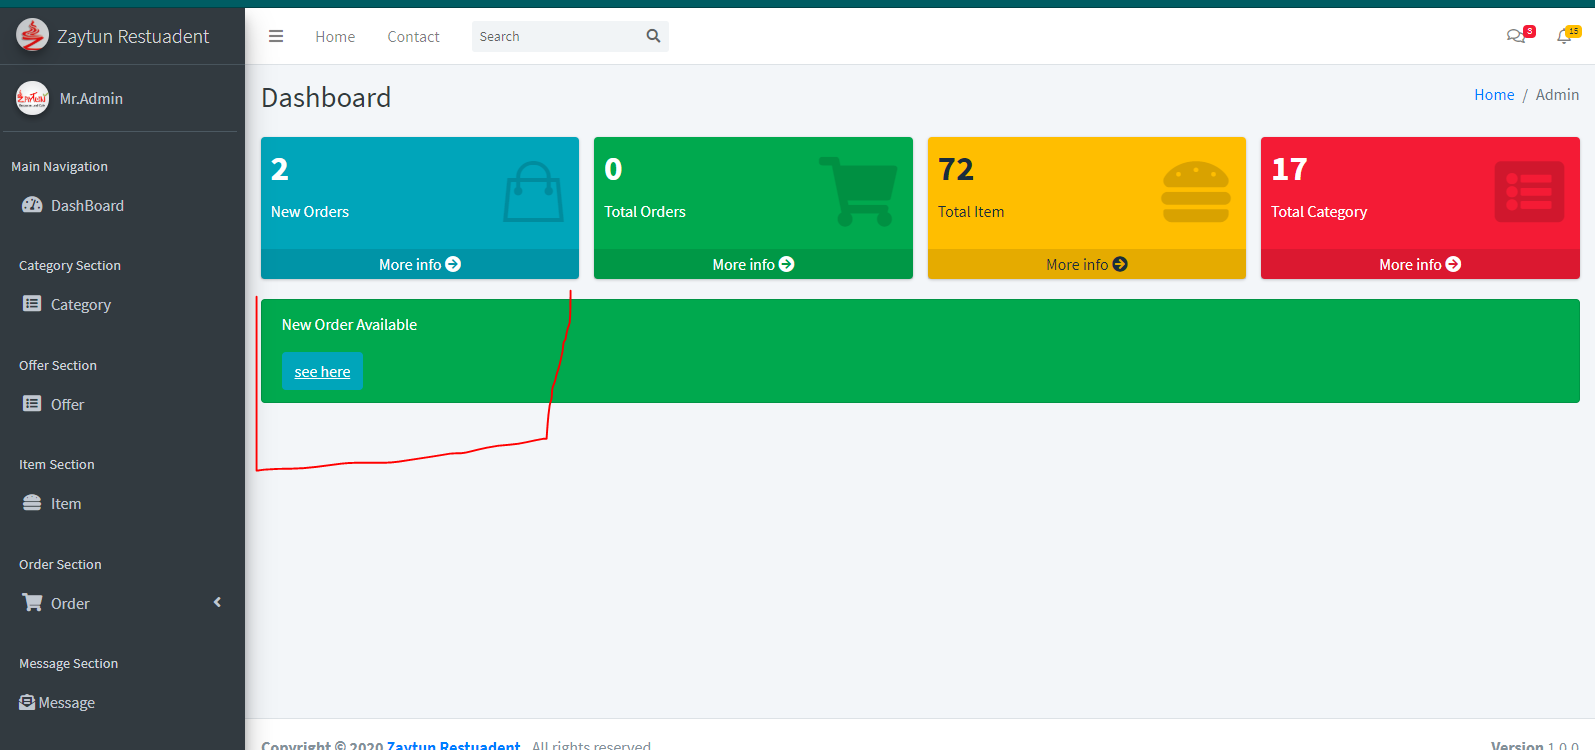 Zaytun Restuadent
Home
Contact
Search
3
15
Mr.Admin
Dashboard
Home / Admin
Main Navigation
DashBoard
Category Section
Category
Offer Section
Offer
Item Section
Item
Order Section
Order
Message Section
Message
2
New Orders
More info
0
Total Orders
More info
72
Total Item
More info
17
Total Category
More info
New Order Available
see here
Copyright © 2020 Zaytun Restuadent. All rights reserved.
Version 1.0.0